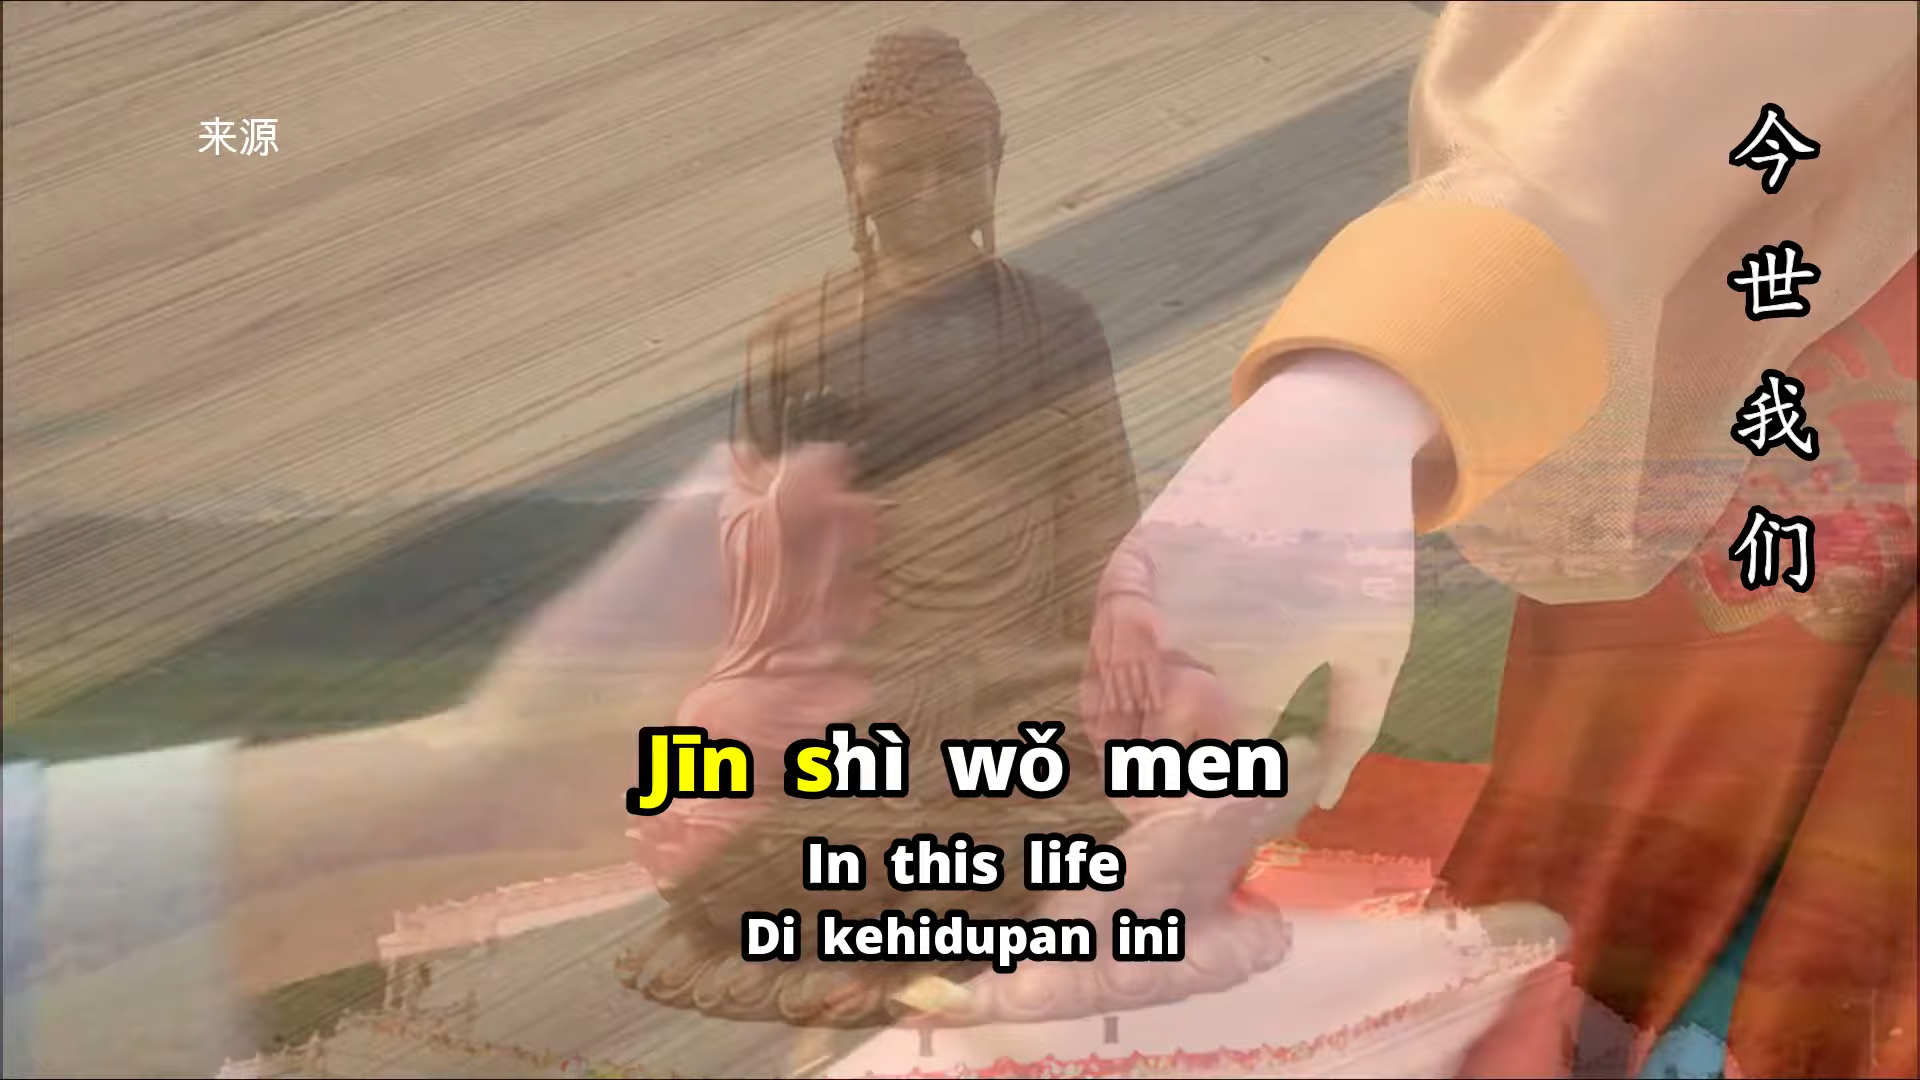 来源
今世我们
Jīn shì wǒ men
In this life
Di kehidupan ini